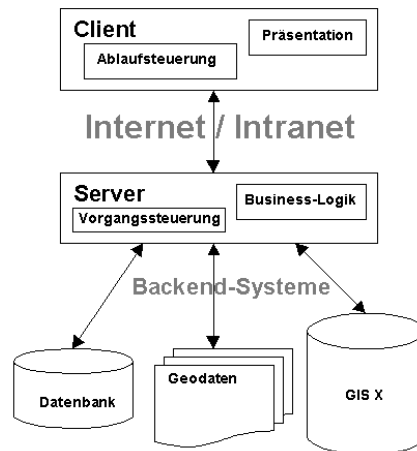 Client
Präsentation
Ablaufsteuerung
Internet / Intranet
Server
Business-Logik
Vorgangssteuerung
Backend-Systeme
Datenbank
Geodaten
GIS X